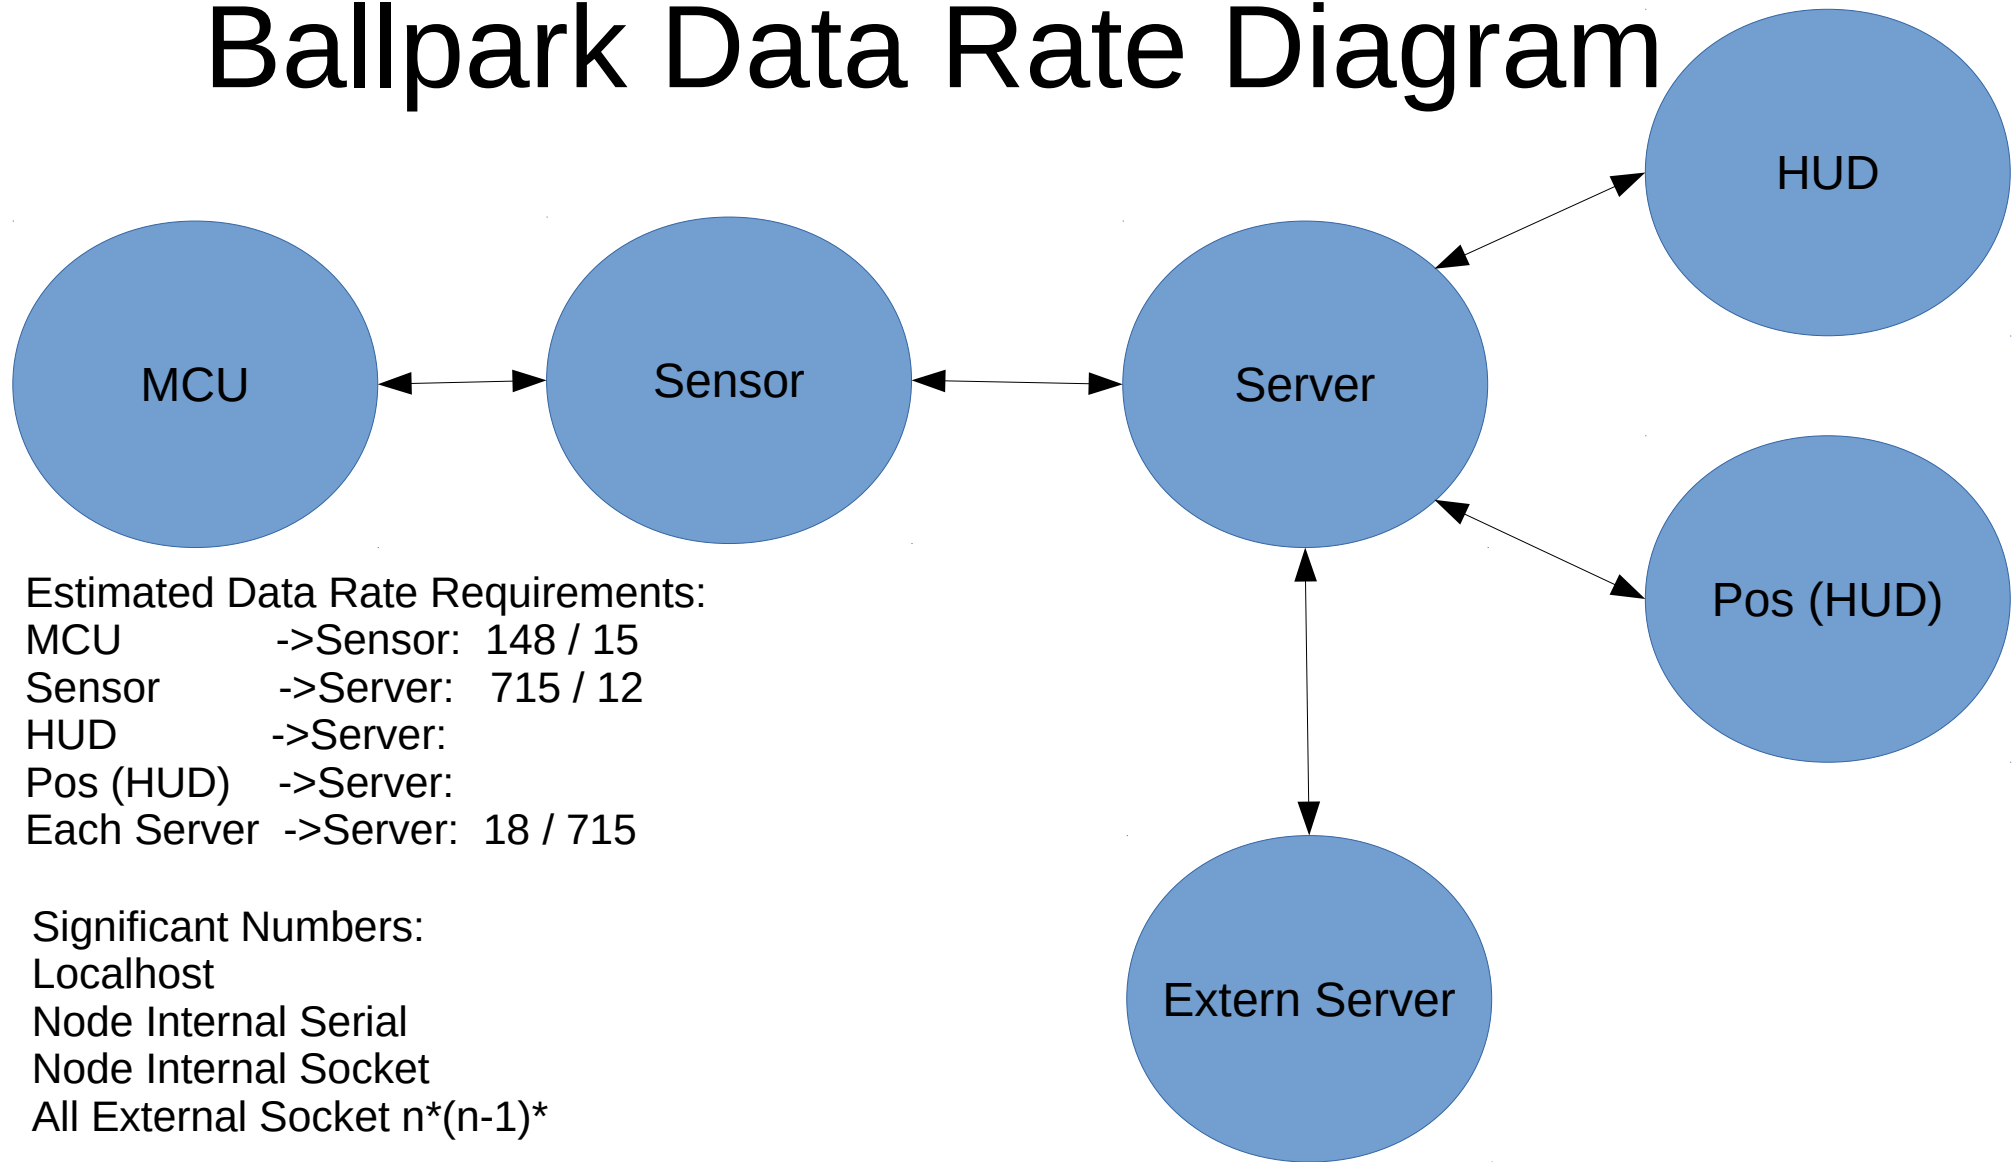 Ballpark Data Rate Diagram
HUD
MCU
Sensor
Server
Pos (HUD)
Extern Server
Estimated Data Rate Requirements:
MCU ->Sensor: 148 / 15
Sensor ->Server: 715 / 12
HUD ->Server:
Pos (HUD) ->Server:
Each Server ->Server: 18 / 715
Significant Numbers:
Localhost
Node Internal Serial
Node Internal Socket
All External Socket n*(n-1)*